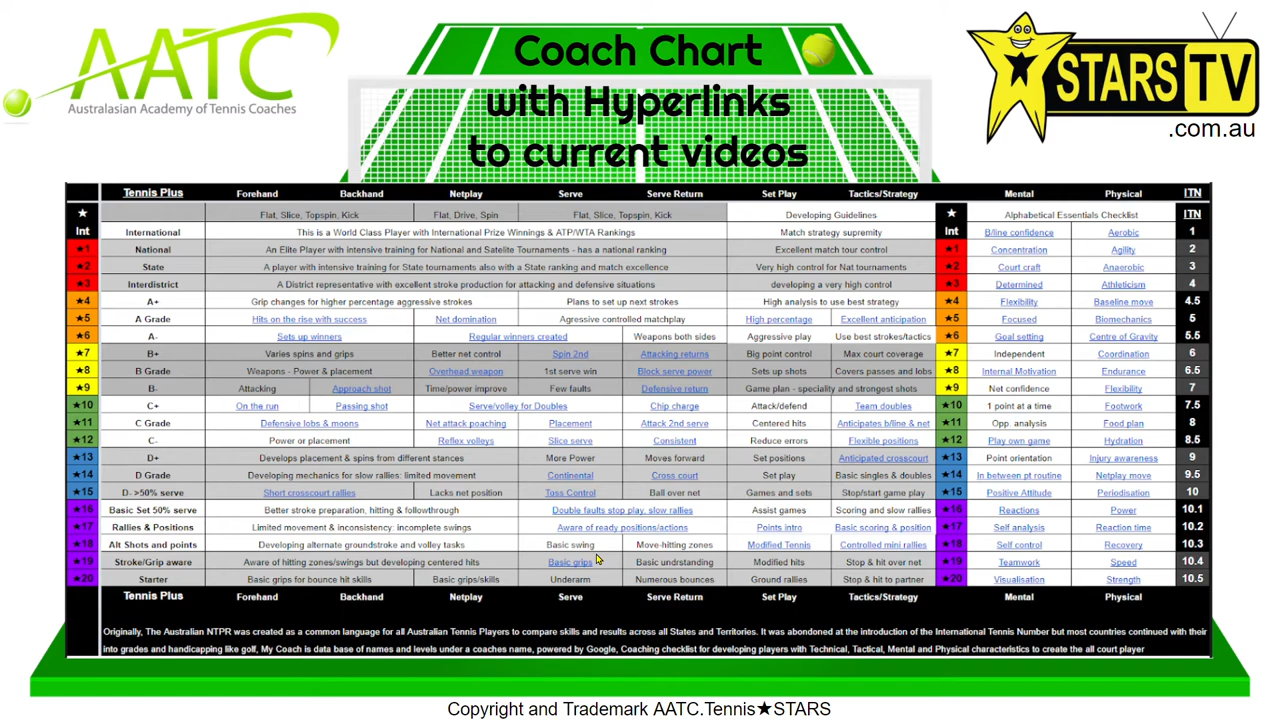 AATC
Australasian Academy of Tennis Coaches
Coach Chart
with Hyperlinks
to current videos
STARS TV
.com.au
Tennis Plus Forehand Backhand Netplay Serve Serve Return Set Play Tactics/Strategy Mental Physical ITN
★ Flat, Slice, Topspin, Kick Flat, Drive, Spin Flat, Slice, Topspin, Kick Developing Guidelines ★ Alphabetical Essentials Checklist ITN
Int International This is a World Class Player with International Prize Winnings & ATP/WTA Rankings Match strategy supremity Int B/line confidence Aerobic 1
★1 National An Elite Player with intensive training for National and Satelite Tournaments - has a national ranking Excellent match tour control ★1 Concentration Agility 2
★2 State A player with intensive training for State tournaments also with a State ranking and match excellence Very high control for Nat tournaments ★2 Court craft Anaerobic 3
★3 Interdistrict A District representative with excellent stroke production for attacking and defensive situations developing a very high control ★3 Determined Athleticism 4
★4 A+ Grip changes for higher percentage aggressive strokes Plans to set up next strokes High analysis to use best strategy ★4 Flexibility Baseline move 4.5
★5 A Grade Hits on the rise with success Net domination Agressive controlled matchplay High percentage Excellent anticipation ★5 Focused Biomechanics 5
★6 A- Sets up winners Regular winners created Weapons both sides Aggressive play Use best strokes/tactics ★6 Goal setting Centre of Gravity 5.5
★7 B+ Varies spins and grips Better net control Spin 2nd Attacking returns Big point control Max court coverage ★7 Independent Coordination 6
★8 B Grade Weapons - Power & placement Overhead weapon 1st serve win Block serve power Sets up shots Covers passes and lobs ★8 Internal Motivation Endurance 6.5
★9 B- Attacking Approach shot Time/power improve Few faults Defensive return Game plan - speciality and strongest shots ★9 Net confidence Flexibility 7
★10 C+ On the run Passing shot Serve/volley for Doubles Chip charge Attack/defend Team doubles ★10 1 point at a time Footwork 7.5
★11 C Grade Defensive lobs & moons Net attack poaching Placement Attack 2nd serve Centered hits Anticipates b/line & net ★11 Opp. analysis Food plan 8
★12 C- Power or placement Reflex volleys Slice serve Consistent Reduce errors Flexible positions ★12 Play own game Hydration 8.5
★13 D+ Develops placement & spins from different stances More Power Moves forward Set positions Anticipated crosscourt ★13 Point orientation Injury awareness 9
★14 D Grade Developing mechanics for slow rallies: limited movement Continental Cross court Set play Basic singles & doubles ★14 In between pt routine Netplay move 9.5
★15 D- >50% serve Short crosscourt rallies Lacks net position Toss Control Ball over net Games and sets Stop/start game play ★15 Positive Attitude Periodisation 10
★16 Basic Set 50% serve Better stroke preparation, hitting & followthrough Double faults stop play, slow rallies Assist games Scoring and slow rallies ★16 Reactions Power 10.1
★17 Rallies & Positions Limited movement & inconsistency: incomplete swings Aware of ready positions/actions Points intro Basic scoring & position ★17 Self analysis Reaction time 10.2
★18 Alt Shots and points Developing alternate groundstroke and volley tasks Basic swing Move-hitting zones Modified Tennis Controlled mini rallies ★18 Self control Recovery 10.3
★19 Stroke/Grip aware Aware of hitting zones/swings but developing centered hits Basic grips Basic undrstanding Modified hits Stop & hit over net ★19 Teamwork Speed 10.4
★20 Starter Basic grips for bounce hit skills Basic grips/skills Underarm Numerous bounces Ground rallies Stop & hit to partner ★20 Visualisation Strength 10.5
Tennis Plus Forehand Backhand Netplay Serve Serve Return Set Play Tactics/Strategy Mental Physical
Originally, The Australian NTPR was created as a common language for all Australian Tennis Players to compare skills and results across all States and Territories. It was abondoned at the introduction of the International Tennis Number but most countries continued with their
into grades and handicapping like golf, My Coach is data base of names and levels under a coaches name, powered by Google, Coaching checklist for developing players with Technical, Tactical, Mental and Physical characteristics to create the all court player
Copyright and Trademark AATC.Tennis★STARS